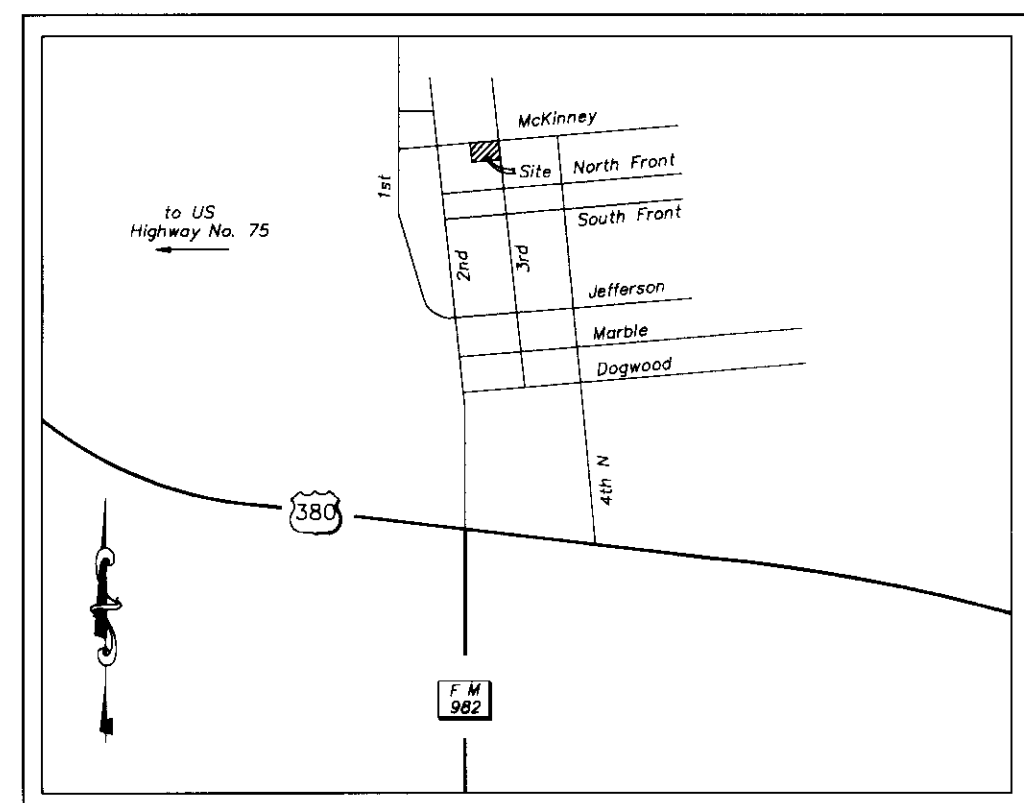 McKinney
Site
North Front
1st
to US
Highway No. 75
South Front
2nd
3rd
Jefferson
Marble
Dogwood
4th N
380
F M
982